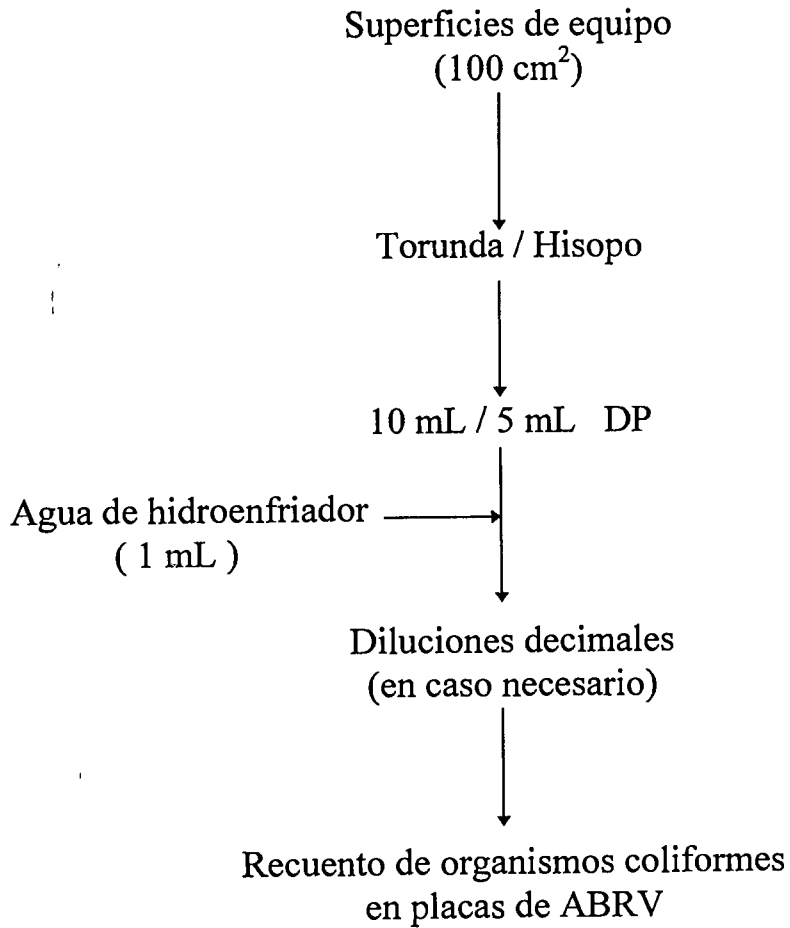 Superficies de equipo
(100 cm²)
Torunda / Hisopo
10 mL / 5 mL DP
Agua de hidroenfriador
( 1 mL )
Diluciones decimales
(en caso necesario)
Recuento de organismos coliformes
en placas de ABRV